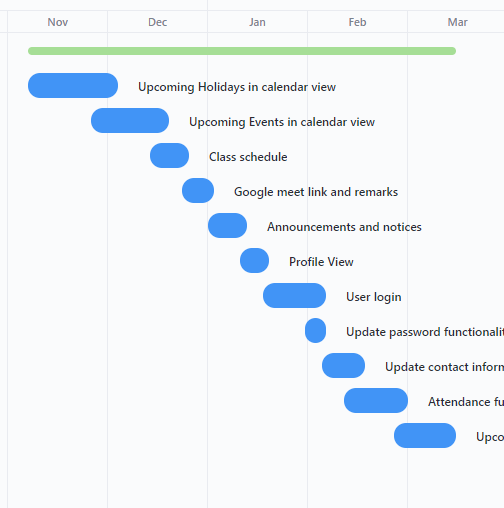 Nov Dec Jan Feb Mar
Upcoming Holidays in calendar view
Upcoming Events in calendar view
Class schedule
Google meet link and remarks
Announcements and notices
Profile View
User login
Update password functionalit
Update contact inforn
Attendance fu
Upco